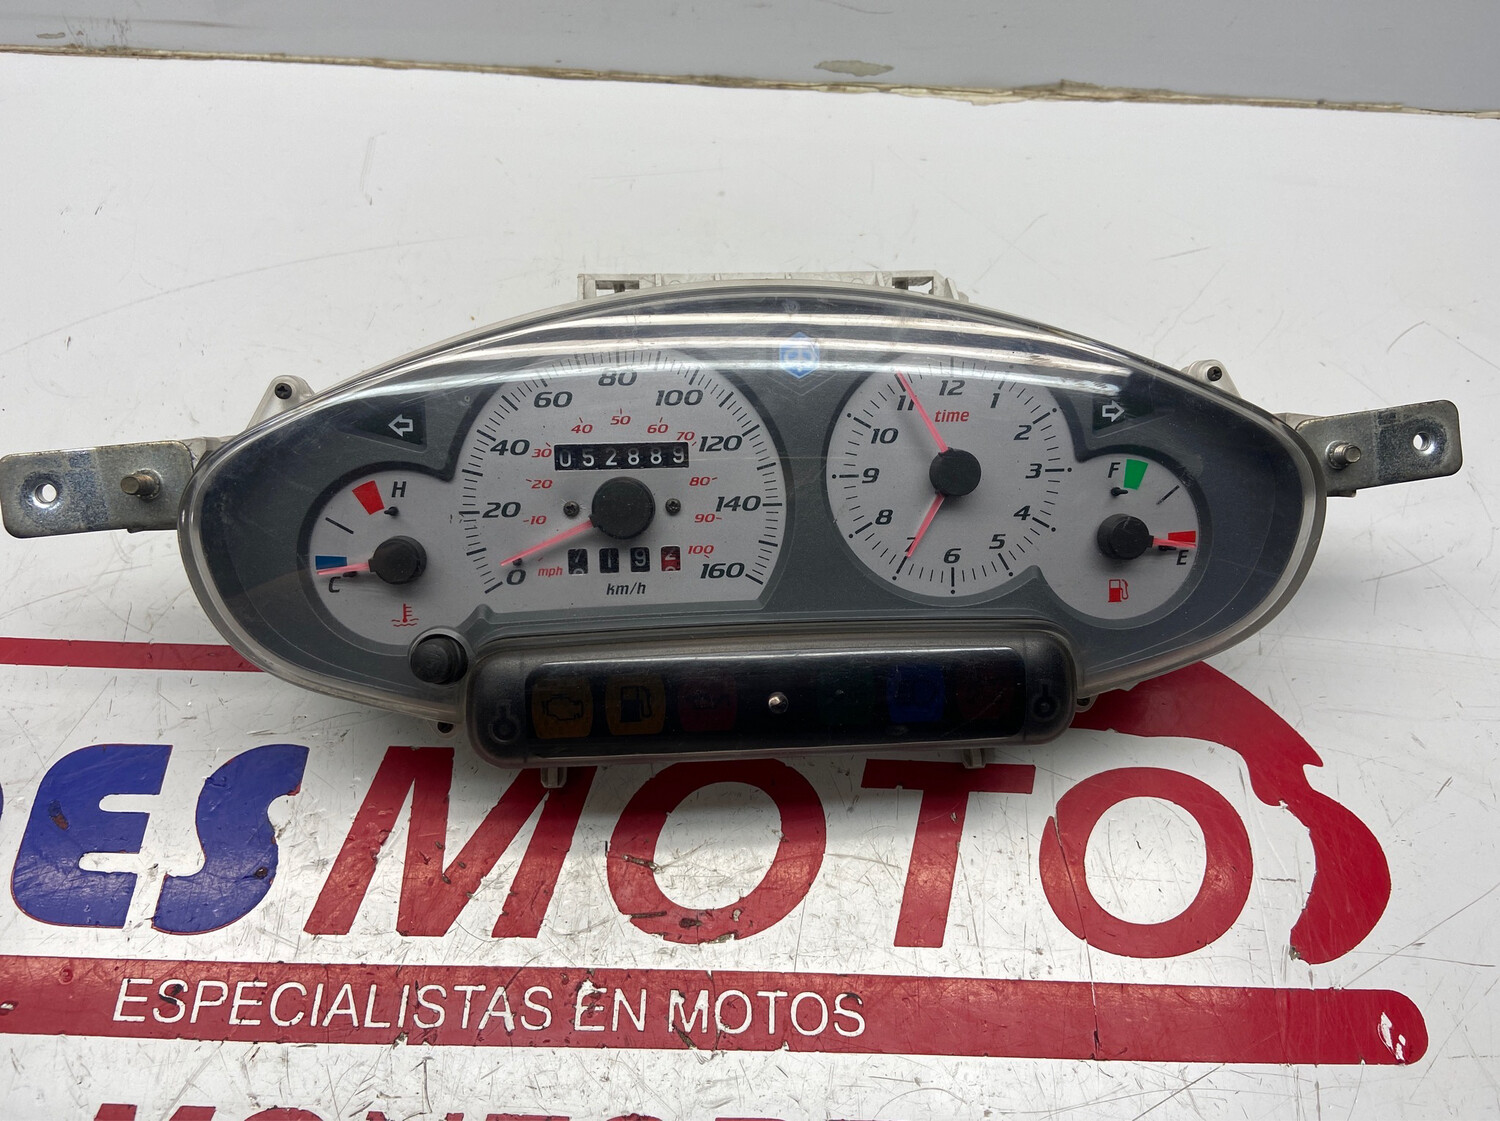 60 80 100
40 120
20 140
0 160
10 20 30 40 50 60 70 80 90 100
052889
mph
km/h
H
C
12 1 2 3 4 5 6 7 8 9 10 11
time
F
E
ES MOTO
ESPECIALISTAS EN MOTOS